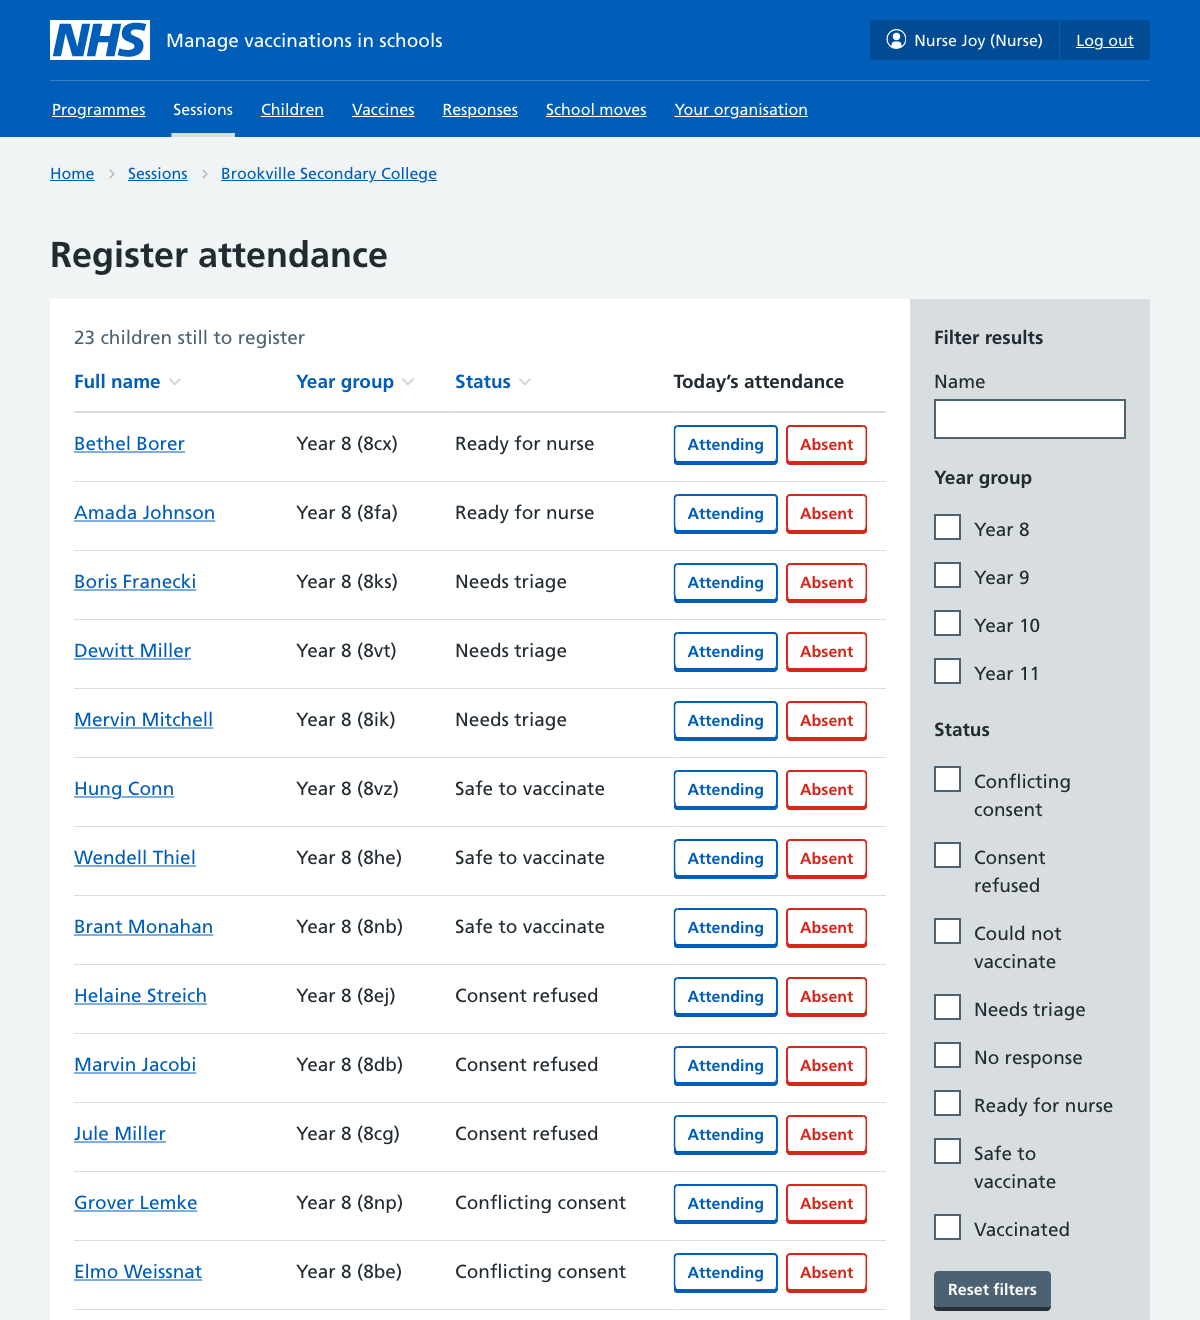 NHS Manage vaccinations in schools Nurse Joy (Nurse) Log out
Programmes Sessions Children Vaccines Responses School moves Your organisation
Home Sessions Brookville Secondary College
Register attendance
23 children still to register
Full name Year group Status Today’s attendance
Bethel Borer Year 8 (8cx) Ready for nurse Attending Absent
Amada Johnson Year 8 (8fa) Ready for nurse Attending Absent
Boris Franecki Year 8 (8ks) Needs triage Attending Absent
Dewitt Miller Year 8 (8vt) Needs triage Attending Absent
Mervin Mitchell Year 8 (8ik) Needs triage Attending Absent
Hung Conn Year 8 (8vz) Safe to vaccinate Attending Absent
Wendell Thiel Year 8 (8he) Safe to vaccinate Attending Absent
Brant Monahan Year 8 (8nb) Safe to vaccinate Attending Absent
Helaine Streich Year 8 (8ej) Consent refused Attending Absent
Marvin Jacobi Year 8 (8db) Consent refused Attending Absent
Jule Miller Year 8 (8cg) Consent refused Attending Absent
Grover Lemke Year 8 (8np) Conflicting consent Attending Absent
Elmo Weissnat Year 8 (8be) Conflicting consent Attending Absent
Filter results
Name
Year group
Year 8
Year 9
Year 10
Year 11
Status
Conflicting
consent
Consent
refused
Could not
vaccinate
Needs triage
No response
Ready for nurse
Safe to
vaccinate
Vaccinated
Reset filters